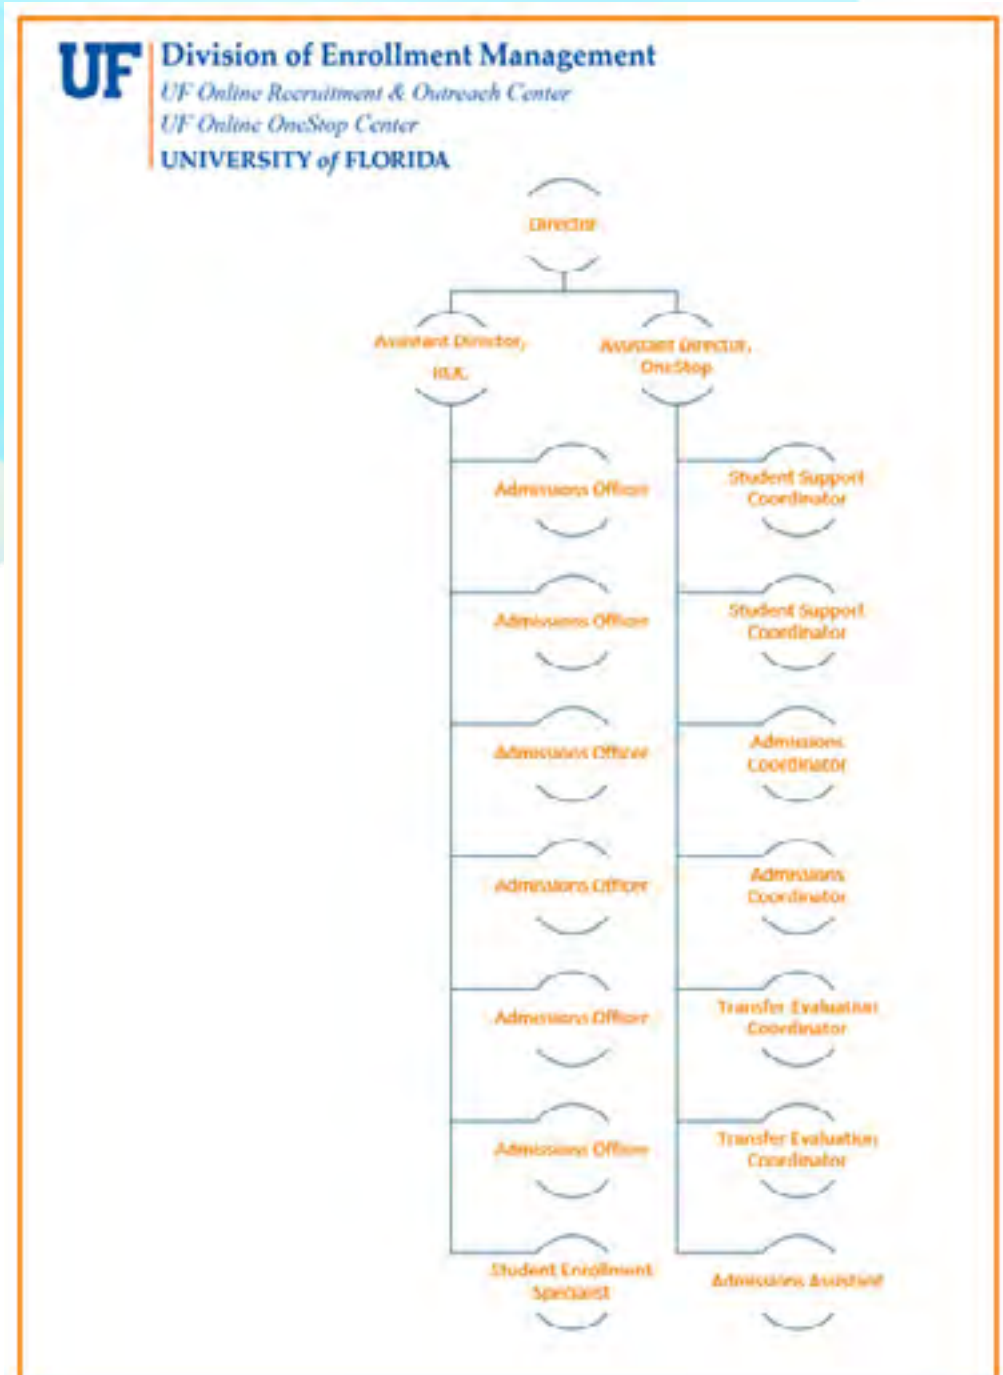 UF
Division of Enrollment Management
UF Online Recruitment & Outreach Center
UF Online OneStop Center
UNIVERSITY of FLORIDA
Director
Assistant Director,
Assistant Director,
OneStop
Admissions Officer
Student Support
Coordinator
Admissions Officer
Student Support
Coordinator
Admissions Officer
Admissions
Coordinator
Admissions Officer
Admissions
Coordinator
Admissions Officer
Transfer Evaluation
Coordinator
Admissions Officer
Transfer Evaluation
Coordinator
Student Enrollment
Specialist
Admissions Assistant